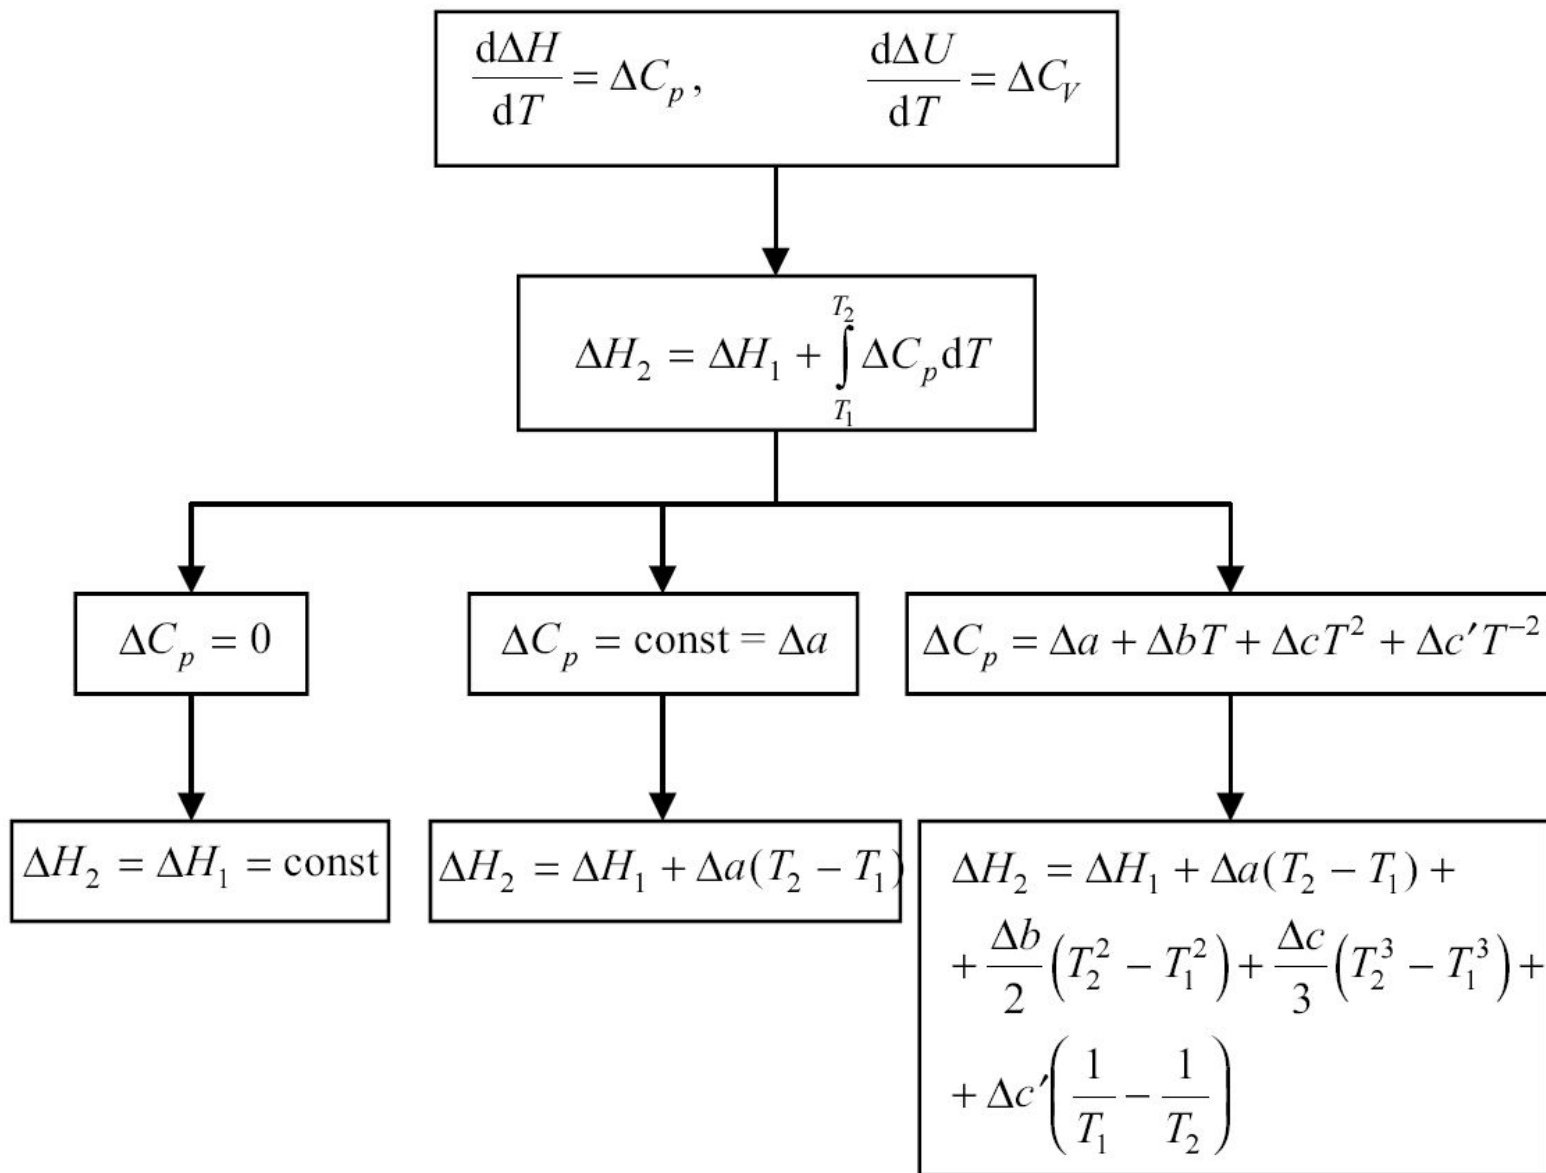 dΔH/dT = ΔC_p, dΔU/dT = ΔC_V
ΔH_2 = ΔH_1 + ∫_{T_1}^{T_2} ΔC_p dT
ΔC_p = 0
ΔC_p = const = Δa
ΔC_p = Δa + ΔbT + ΔcT^2 + Δc′T^{−2}
ΔH_2 = ΔH_1 = const
ΔH_2 = ΔH_1 + Δa(T_2 − T_1)
ΔH_2 = ΔH_1 + Δa(T_2 − T_1) +
+ Δb/2 (T_2^2 − T_1^2) + Δc/3 (T_2^3 − T_1^3) +
+ Δc′(1/T_1 − 1/T_2)